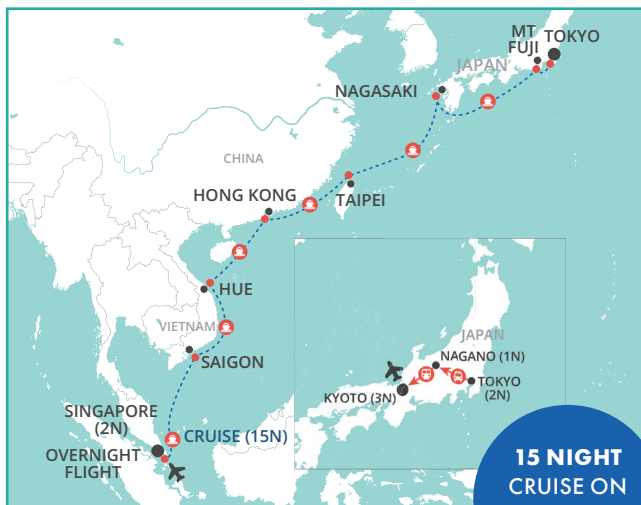 MT
FUJI
TOKYO
JAPAN
NAGASAKI
CHINA
HONG KONG
TAIPEI
HUE
VIETNAM
SAIGON
SINGAPORE
(2N)
OVERNIGHT
FLIGHT
CRUISE (15N)
JAPAN
NAGANO (1N)
TOKYO
(2N)
KYOTO (3N)
15 NIGHT
CRUISE ON